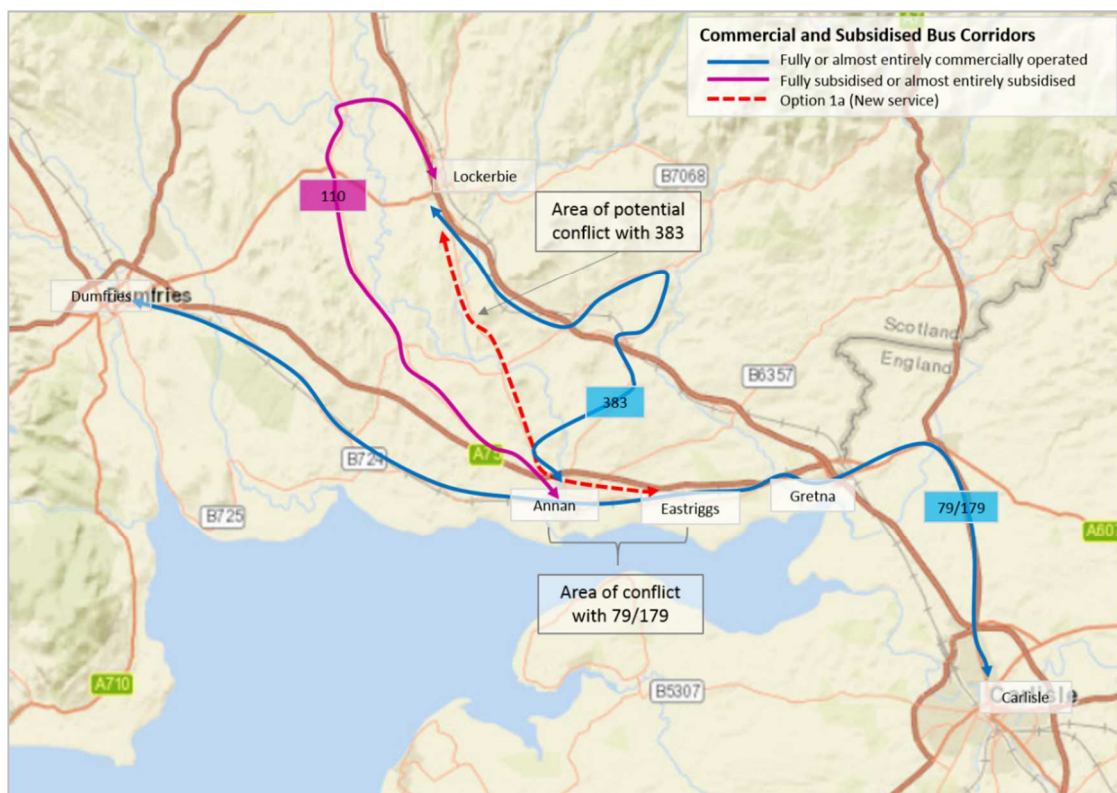 Commercial and Subsidised Bus Corridors
Fully or almost entirely commercially operated
Fully subsidised or almost entirely subsidised
Option 1a (New service)
Lockerbie
B7068
110
Area of potential
conflict with 383
Dumfries
Dumfries
Scotland
England
B6357
383
A75
B724
B725
Annan
Eastriggs
Gretna
79/179
Area of conflict
with 79/179
A710
B5307
Carlisle
Carlisle